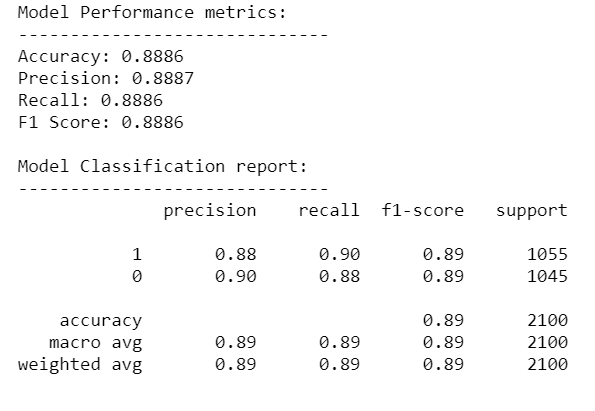 Model Performance metrics:
------------------------------
Accuracy: 0.8886
Precision: 0.8887
Recall: 0.8886
F1 Score: 0.8886
Model Classification report:
------------------------------
precision recall f1-score support
1 0.88 0.90 0.89 1055
0 0.90 0.88 0.89 1045
accuracy 0.89 2100
macro avg 0.89 0.89 0.89 2100
weighted avg 0.89 0.89 0.89 2100